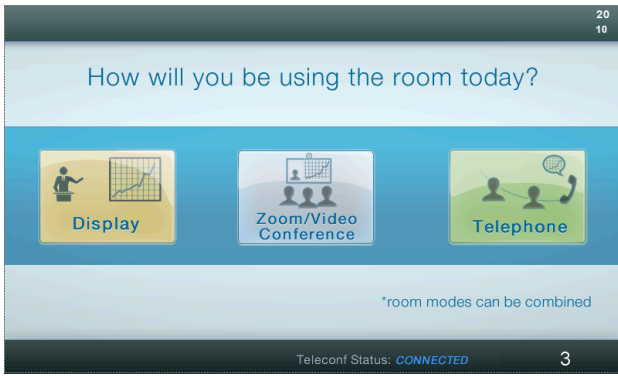 20
10
How will you be using the room today?
Display
Zoom/Video
Conference
Telephone
*room modes can be combined
Teleconf Status: CONNECTED
3